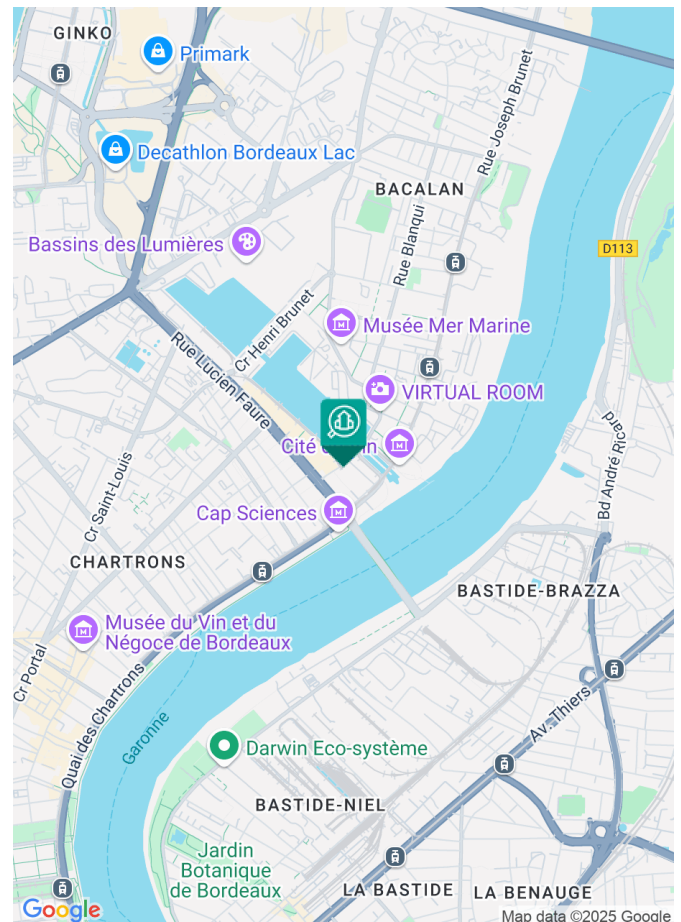 GINKO
Primark
Decathlon Bordeaux Lac
Rue Joseph Brunet
BACALAN
Bassins des Lumières
Rue Blanqui
D113
Cr Henri Brunet
Musée Mer Marine
Rue Lucien Faure
VIRTUAL ROOM
Cité
in
Bd André Ricard
Cr Saint-Louis
Cap Sciences
CHARTRONS
BASTIDE-BRAZZA
Musée du Vin et du
Négoce de Bordeaux
Cr Portal
Quai des Chartrons
Garonne
Av. Thiers
Darwin Eco-système
BASTIDE-NIEL
Jardin
Botanique
de Bordeaux
LA BASTIDE
LA BENAUGE
Google
Map data ©2025 Google